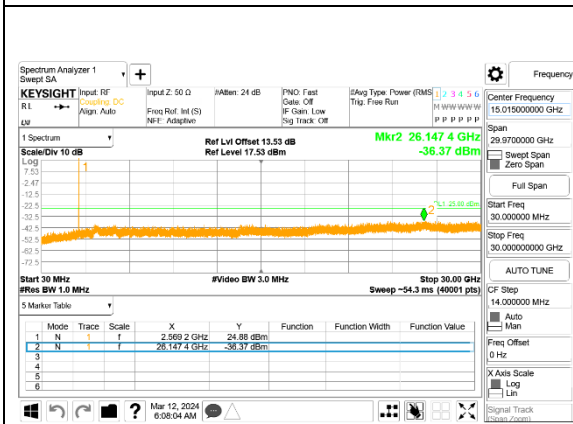 Spectrum Analyzer 1
Swept SA
+
Frequency
KEYSIGHT
Input: RF
Coupling: DC
Align: Auto
Input Z: 50 Ω
Freq Ref: Int (S)
NFE: Adaptive
#Atten: 24 dB
PNO: Fast
Gate: Off
IF Gain: Low
Sig Track: Off
#Avg Type: Power (RMS
Trig: Free Run
1 2 3 4 5 6
M W W W W W
P P P P P P
R L
1 Spectrum
Scale/Div 10 dB
Ref Lvl Offset 13.53 dB
Ref Level 17.53 dBm
Mkr2 26.147 4 GHz
-36.37 dBm
Log
7.53
-2.47
-12.5
-22.5
-32.5
-42.5
-52.5
-62.5
-72.5
1
2
Start 30 MHz
#Res BW 1.0 MHz
#Video BW 3.0 MHz
Stop 30.00 GHz
Sweep ~54.3 ms (40001 pts)
5 Marker Table
Mode Trace Scale X Y Function Function Width Function Value
1 N 1 f 2.569 2 GHz 24.88 dBm
2 N 1 f 26.147 4 GHz -36.37 dBm
3
4
5
6
Center Frequency
15.015000000 GHz
Span
29.9700000 GHz
Swept Span
Zero Span
Full Span
Start Freq
30.000000 MHz
Stop Freq
30.000000000 GHz
AUTO TUNE
CF Step
14.000000 MHz
Auto
Man
Freq Offset
0 Hz
X Axis Scale
Log
Lin
Signal Track
(Span Zoom)
?
Mar 12, 2024
6:08:04 AM